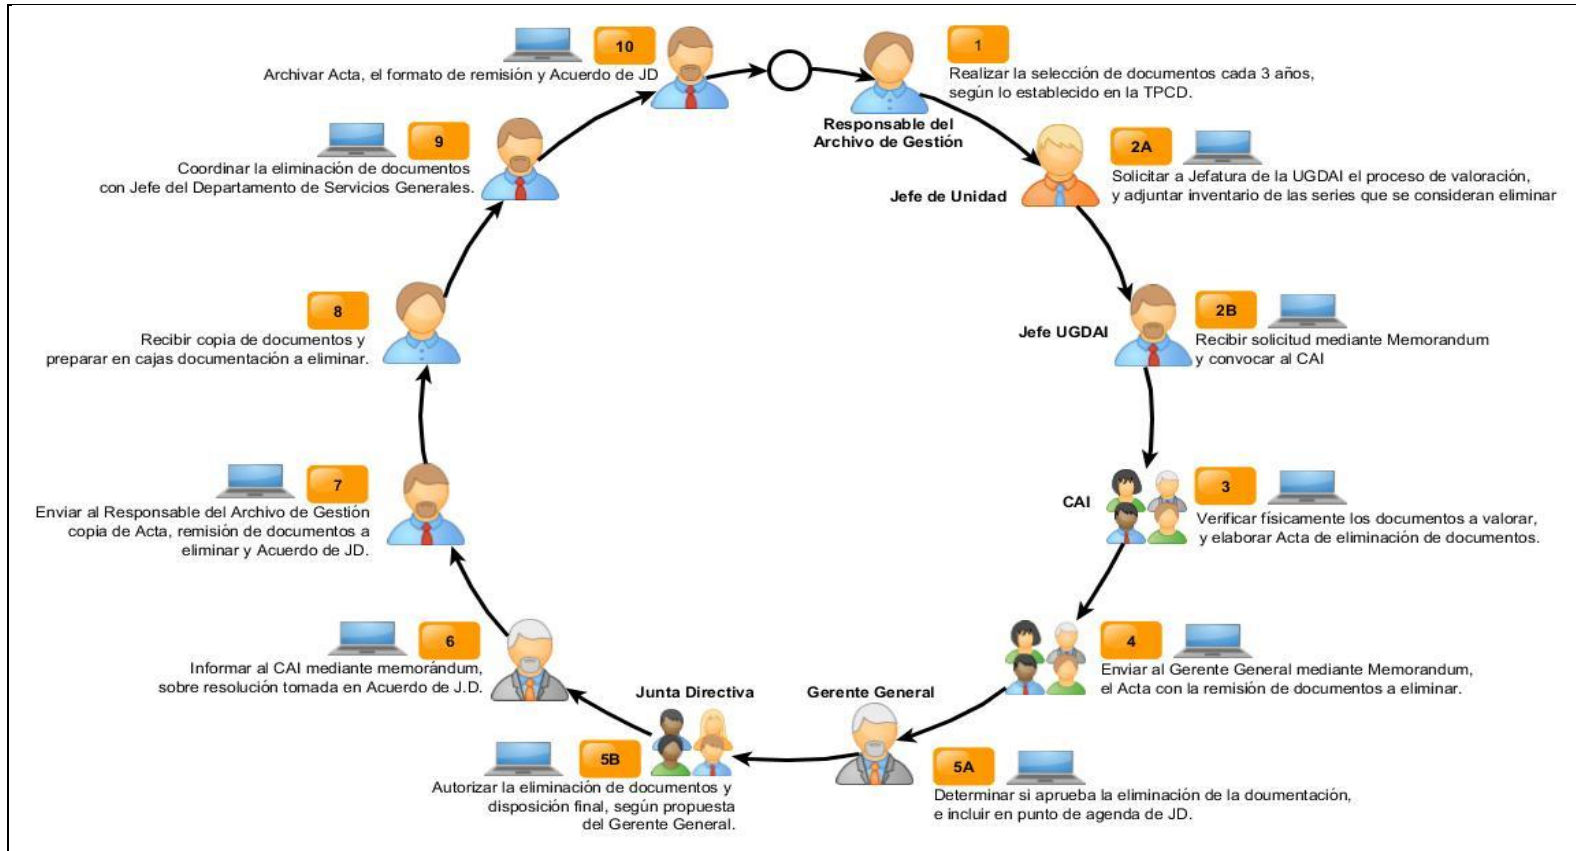 1
Realizar la selección de documentos cada 3 años,
según lo establecido en la TPCD.
Responsable del
Archivo de Gestión
2A
Solicitar a Jefatura de la UGDAI el proceso de valoración,
y adjuntar inventario de las series que se consideran eliminar
Jefe de Unidad
2B
Recibir solicitud mediante Memorandum
y convocar al CAI
Jefe UGDAI
3
Verificar físicamente los documentos a valorar,
y elaborar Acta de eliminación de documentos.
CAI
4
Enviar al Gerente General mediante Memorandum,
el Acta con la remisión de documentos a eliminar.
Gerente General
5A
Determinar si aprueba la eliminación de la doumentación,
e incluir en punto de agenda de JD.
Junta Directiva
5B
Autorizar la eliminación de documentos y
disposición final, según propuesta
del Gerente General.
6
Informar al CAI mediante memorándum,
sobre resolución tomada en Acuerdo de J.D.
7
Enviar al Responsable del Archivo de Gestión
copia de Acta, remisión de documentos a
eliminar y Acuerdo de JD.
8
Recibir copia de documentos y
preparar en cajas documentación a eliminar.
9
Coordinar la eliminación de documentos
con Jefe del Departamento de Servicios Generales.
10
Archivar Acta, el formato de remisión y Acuerdo de JD